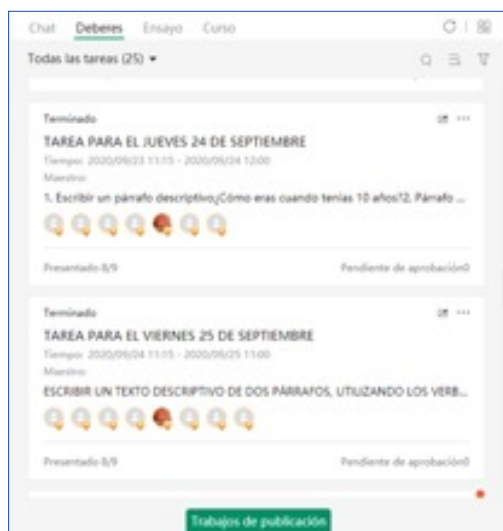 Chat Deberes Ensayo Curso
Todas las tareas (25)
Terminado
TAREA PARA EL JUEVES 24 DE SEPTIEMBRE
Tiempo: 2020/09/23 11:15 - 2020/09/24 12:00
Maestro:
1. Escribir un párrafo descriptivo¿Cómo eras cuando tenías 10 años?2. Párrafo ...
Presentado 8/9 Pendiente de aprobación0
Terminado
TAREA PARA EL VIERNES 25 DE SEPTIEMBRE
Tiempo: 2020/09/24 11:15 - 2020/09/25 11:00
Maestro:
ESCRIBIR UN TEXTO DESCRIPTIVO DE DOS PÁRRAFOS, UTILIZANDO LOS VERB...
Presentado 8/9 Pendiente de aprobación0
Trabajos de publicación